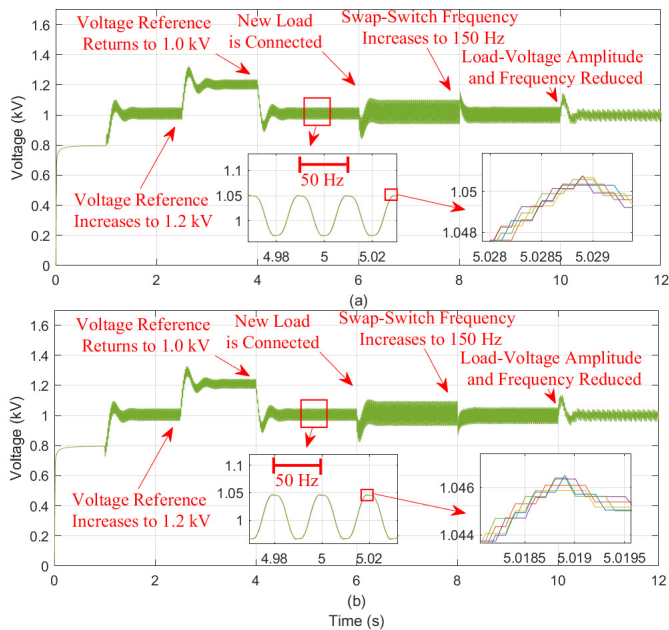 1.6
1.4
1.2
1
0.8
0.6
0.4
0.2
0
Voltage (kV)
Voltage Reference
Returns to 1.0 kV
New Load
is Connected
Swap-Switch Frequency
Increases to 150 Hz
Load-Voltage Amplitude
and Frequency Reduced
Voltage Reference
Increases to 1.2 kV
1.1
1.05
1
50 Hz
4.98 5 5.02
1.05
1.048
5.028 5.0285 5.029
0 2 4 6 8 10 12
(a)
1.6
1.4
1.2
1
0.8
0.6
0.4
0.2
0
Voltage (kV)
Voltage Reference
Returns to 1.0 kV
New Load
is Connected
Swap-Switch Frequency
Increases to 150 Hz
Load-Voltage Amplitude
and Frequency Reduced
Voltage Reference
Increases to 1.2 kV
1.1
1.05
1
50 Hz
4.98 5 5.02
1.046
1.044
5.0185 5.019 5.0195
0 2 4 6 8 10 12
(b)
Time (s)